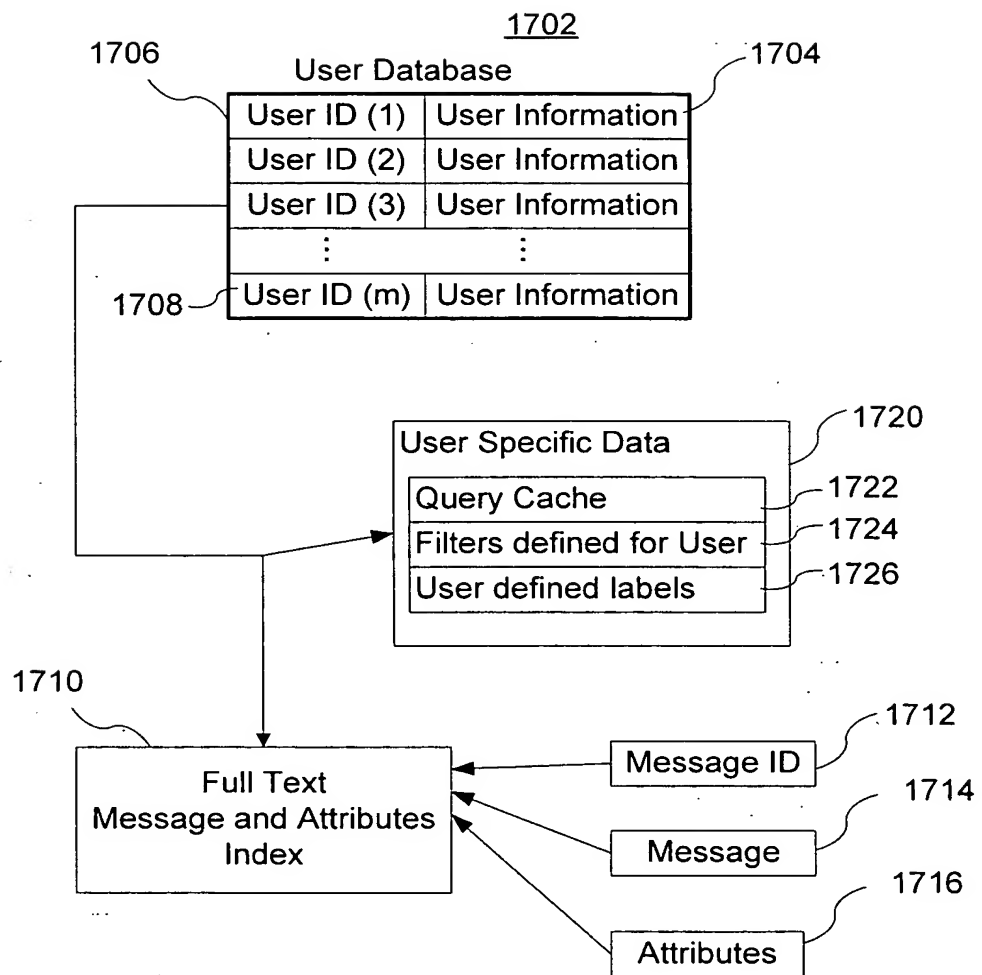 1702
1706
1704
User Database
User ID (1) User Information
User ID (2) User Information
User ID (3) User Information
⋮ ⋮
1708
User ID (m) User Information
1720
User Specific Data
Query Cache
1722
Filters defined for User
1724
User defined labels
1726
1710
Full Text
Message and Attributes
Index
1712
Message ID
1714
Message
1716
Attributes